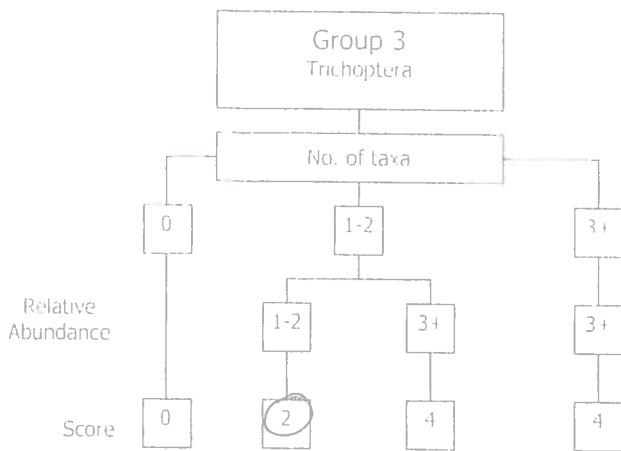 Group 3
Trichoptera
No. of taxa
0 1-2 3+
Relative
Abundance
1-2 3+ 3+
Score
0 2 4 4